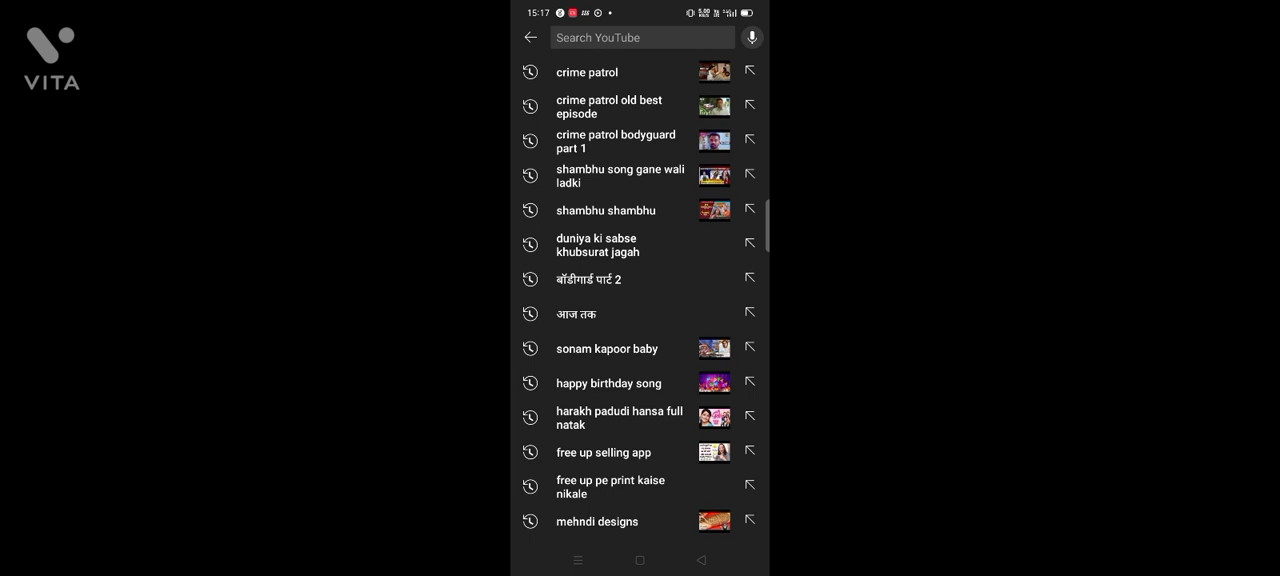 VITA
15:17
Search YouTube
crime patrol
crime patrol old best
episode
crime patrol bodyguard
part 1
shambhu song gane wali
ladki
shambhu shambhu
duniya ki sabse
khubsurat jagah
बॉडीगार्ड पार्ट 2
आज तक
sonam kapoor baby
happy birthday song
harakh padudi hansa full
natak
free up selling app
free up pe print kaise
nikale
mehndi designs